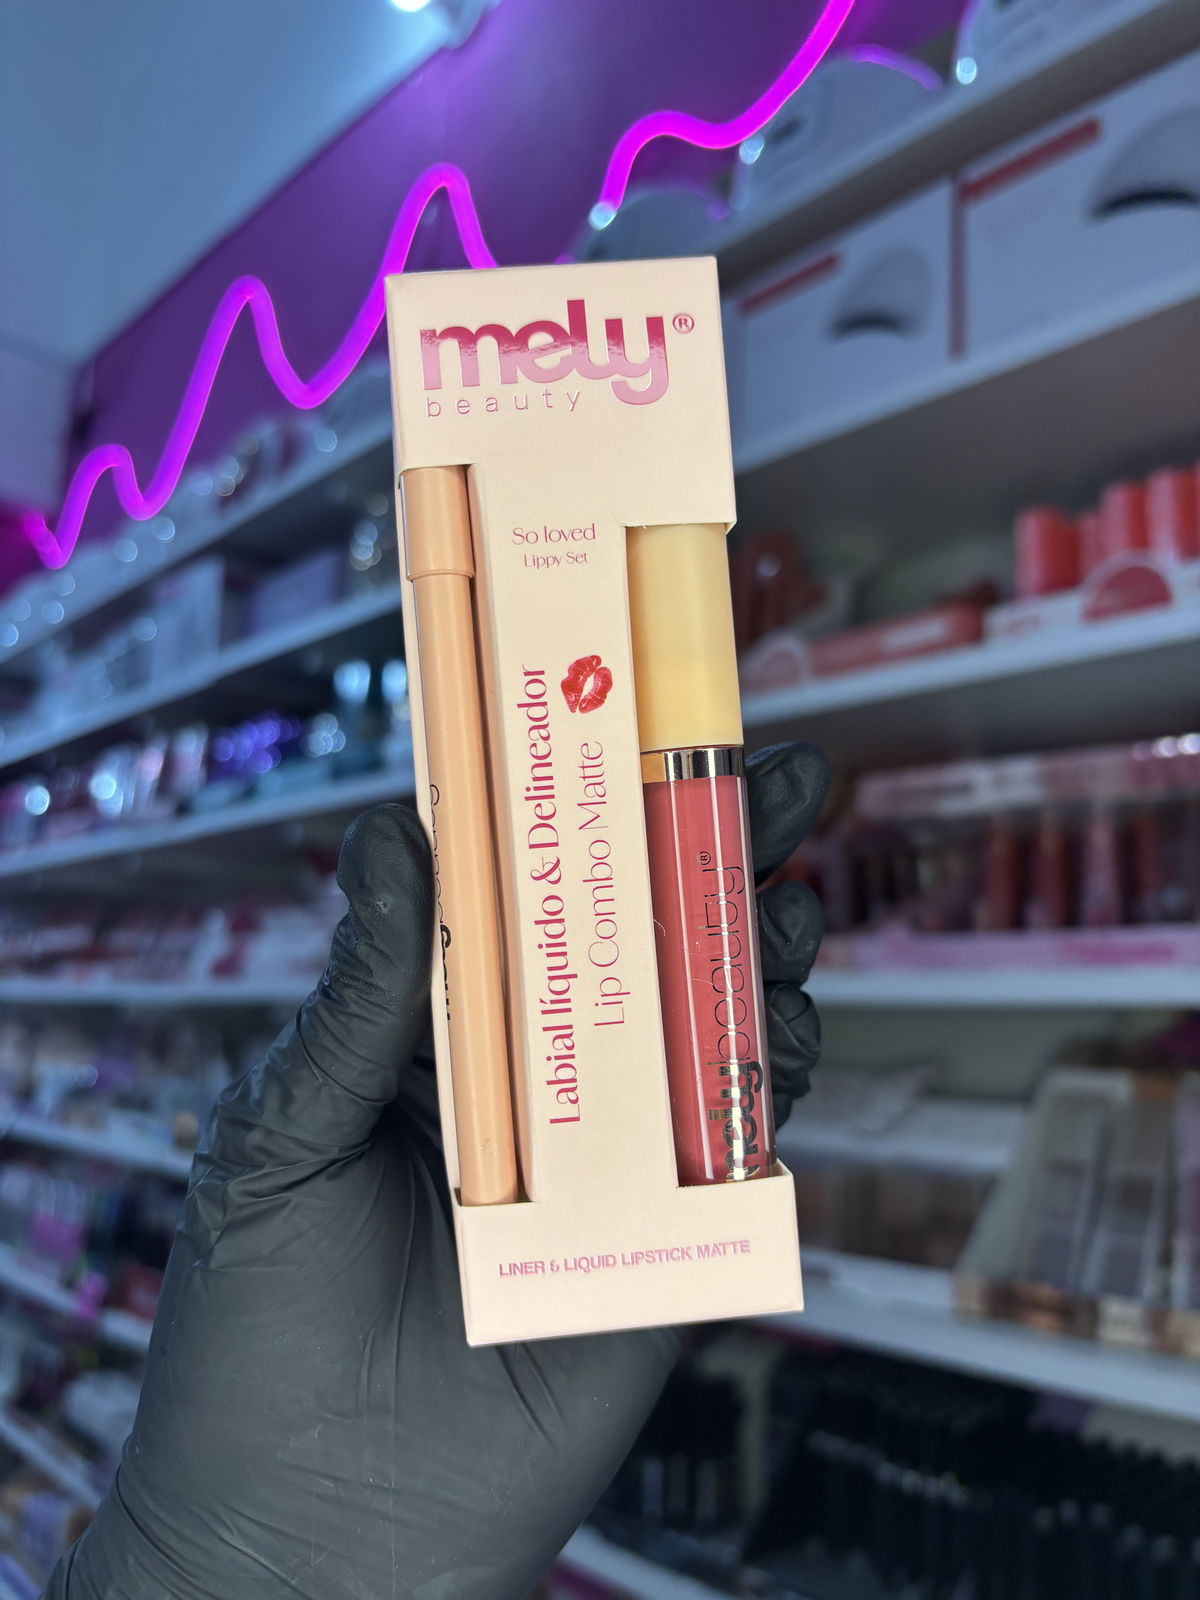 mely®
beauty
So loved
Lippy Set
Labial líquido & Delineador
Lip Combo Matte
melybeauty®
LINER & LIQUID LIPSTICK MATTE